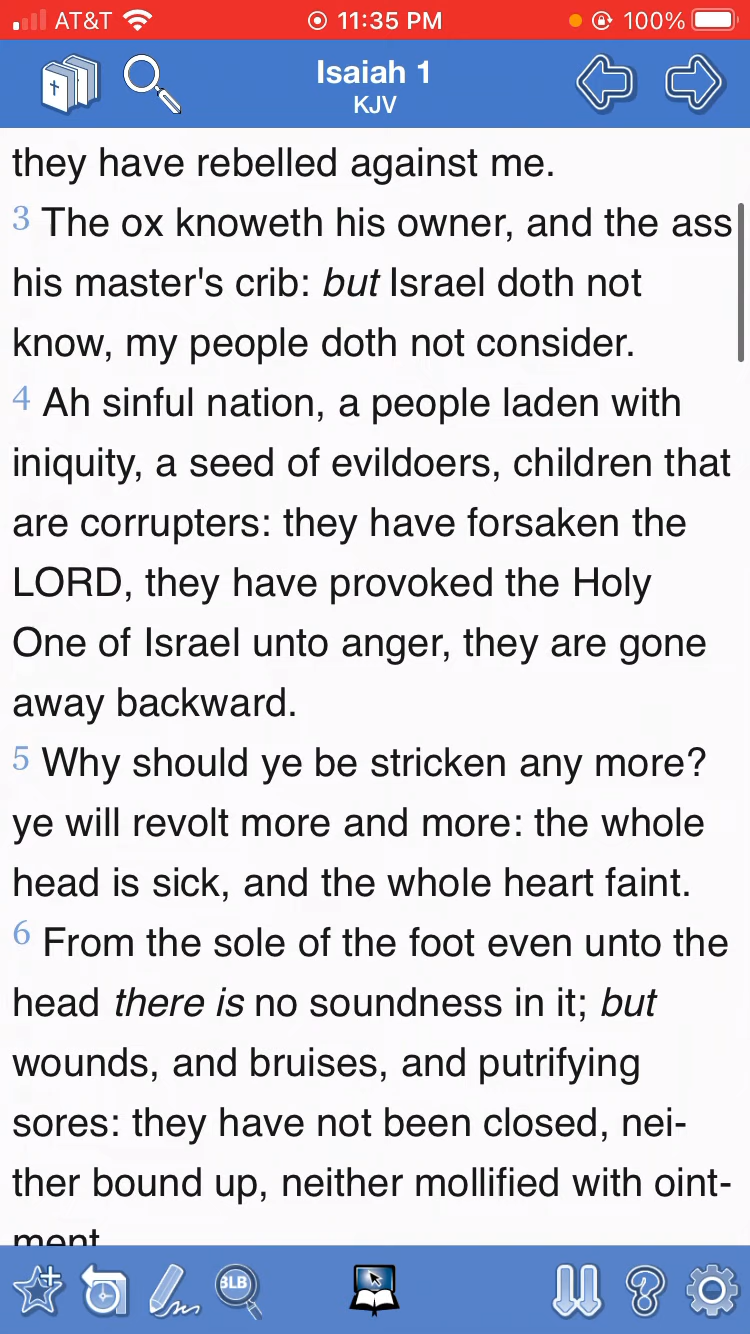 AT&T 11:35 PM 100%
Isaiah 1
KJV
they have rebelled against me.
3 The ox knoweth his owner, and the ass
his master's crib: but Israel doth not
know, my people doth not consider.
4 Ah sinful nation, a people laden with
iniquity, a seed of evildoers, children that
are corrupters: they have forsaken the
LORD, they have provoked the Holy
One of Israel unto anger, they are gone
away backward.
5 Why should ye be stricken any more?
ye will revolt more and more: the whole
head is sick, and the whole heart faint.
6 From the sole of the foot even unto the
head there is no soundness in it; but
wounds, and bruises, and putrifying
sores: they have not been closed, nei-
ther bound up, neither mollified with oint-
ment.
BLB